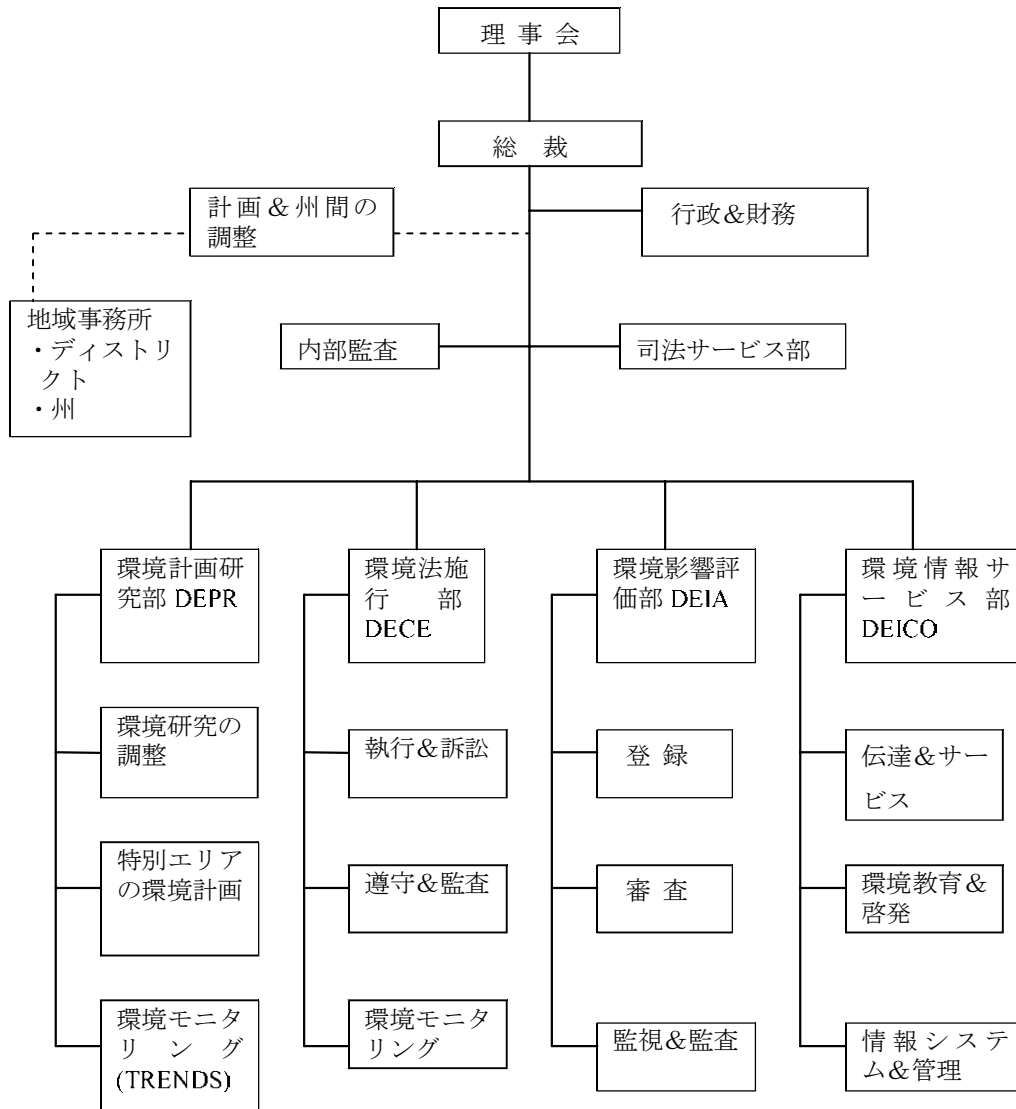 理 事 会
総 裁
計 画 & 州 間 の
調整
行政&財務
地域事務所
・ディストリ
クト
・州
内部監査
司法サービス部
環境計画研
究部 DEPR
環境法施
行 部
DECE
環境影響評
価部 DEIA
環 境 情 報 サ
ー ビ ス 部
DEICO
環境研究の
調整
執行&訴訟
登 録
伝達&サー
ビス
特別エリア
の環境計画
遵守&監査
審 査
環境教育&
啓発
環境モニタ
リ ン グ
(TRENDS)
環境モニタ
リング
監視&監査
情報システ
ム&管理